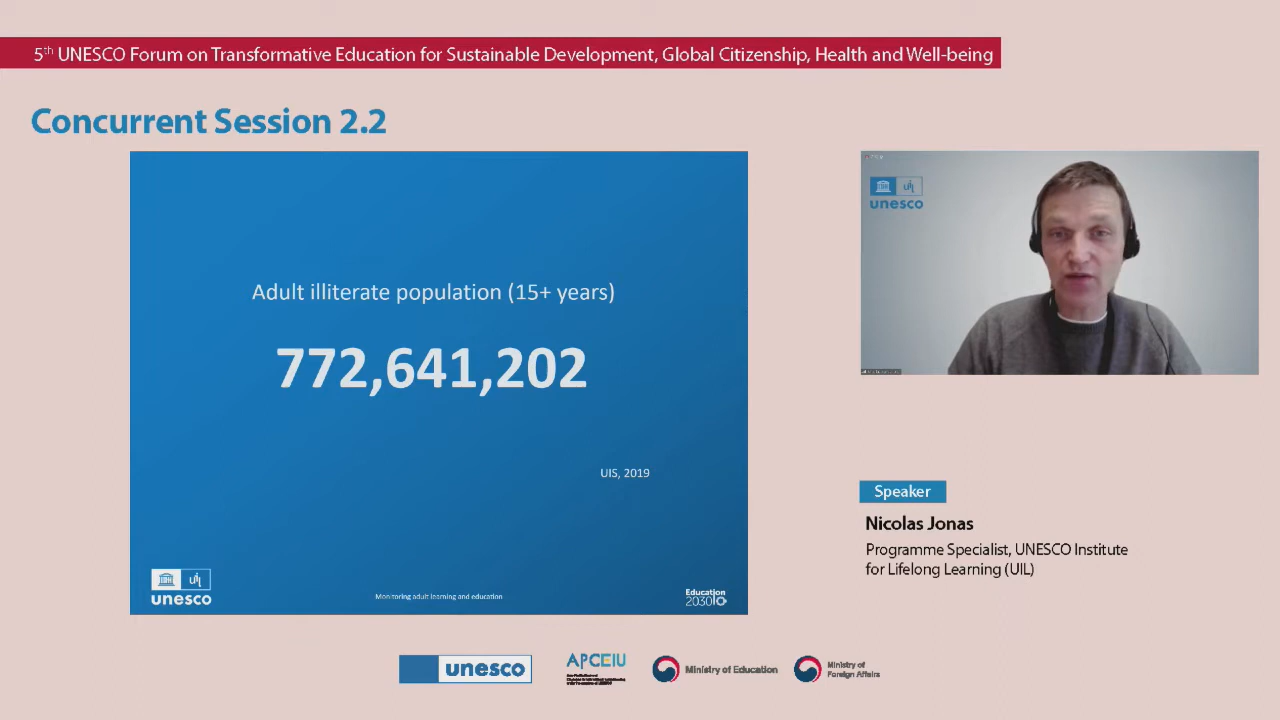 5th UNESCO Forum on Transformative Education for Sustainable Development, Global Citizenship, Health and Well-being
Concurrent Session 2.2
Adult illiterate population (15+ years)
772,641,202
UIS, 2019
unesco
Monitoring adult learning and education
Education
2030
uil
unesco
Speaker
Nicolas Jonas
Programme Specialist, UNESCO Institute
for Lifelong Learning (UIL)
unesco
APCEIU
Ministry of Education
Ministry of
Foreign Affairs